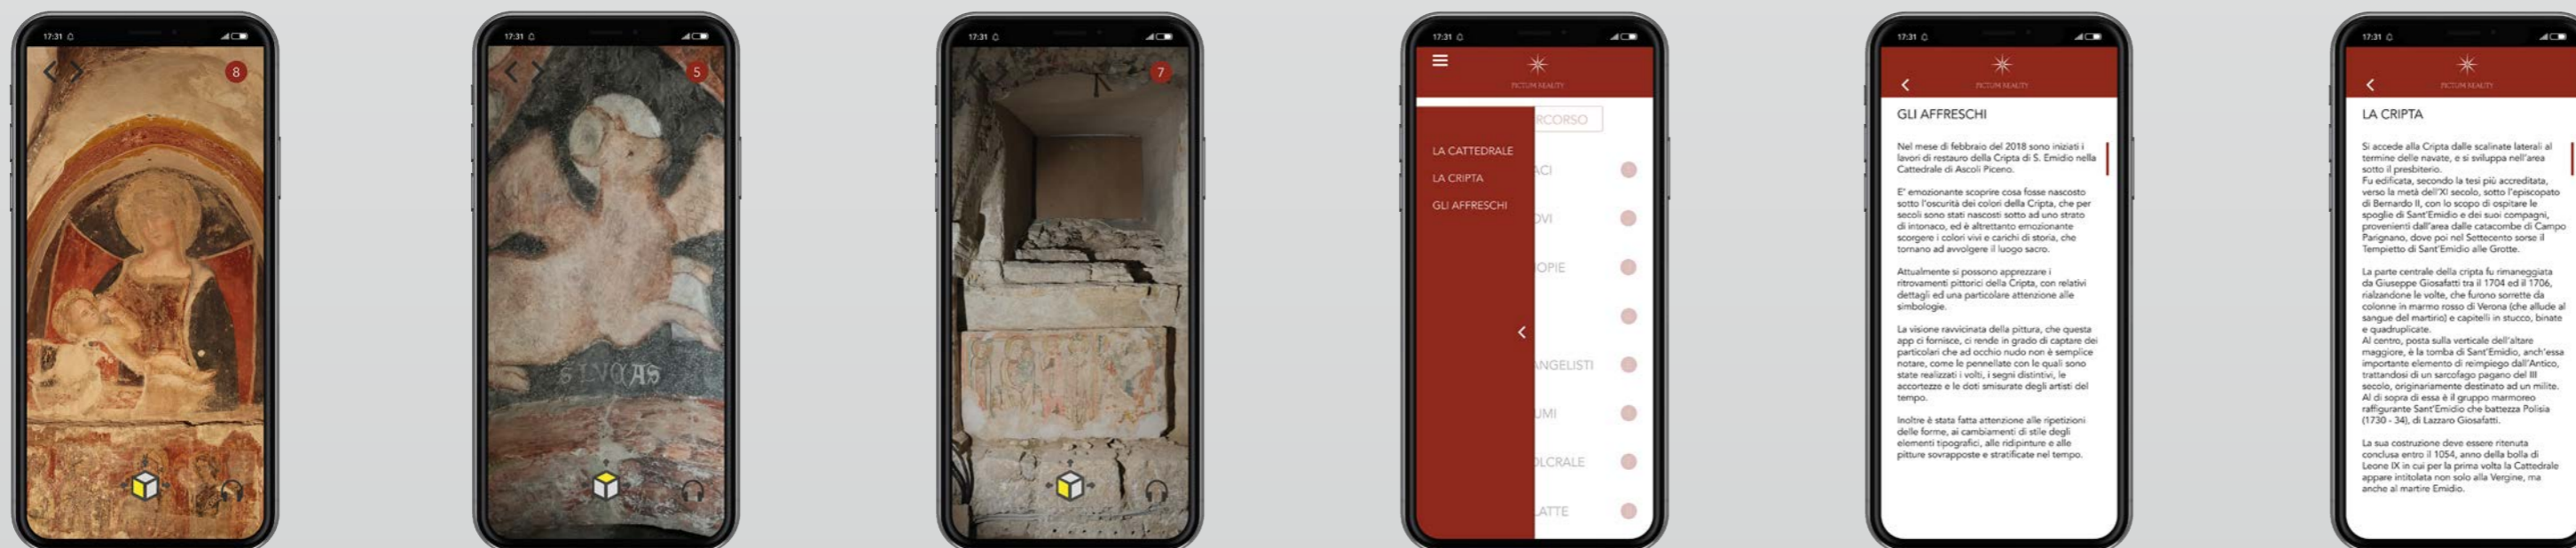 17:31
8
17:31
5
S LVQAS
17:31
7
17:31
PICTUM REALITY
RCORSO
LA CATTEDRALE
LA CRIPTA
GLI AFFRESCHI
ACI
OVI
OPIE
ANGELISTI
UMI
OLCRALE
LATTE
17:31
PICTUM REALITY
GLI AFFRESCHI
Nel mese di febbraio del 2018 sono iniziati i
lavori di restauro della Cripta di S. Emidio nella
Cattedrale di Ascoli Piceno.
E' emozionante scoprire cosa fosse nascosto
sotto l'oscurità dei colori della Cripta, che per
secoli sono stati nascosti sotto ad uno strato
di intonaco, ed è altrettanto emozionante
scorgere i colori vivi e carichi di storia, che
tornano ad avvolgere il luogo sacro.
Attualmente si possono apprezzare i
ritrovamenti pittorici della Cripta, con relativi
dettagli ed una particolare attenzione alle
simbologie.
La visione ravvicinata della pittura, che questa
app ci fornisce, ci rende in grado di captare dei
particolari che ad occhio nudo non è semplice
notare, come le pennellate con le quali sono
state realizzati i volti, i segni distintivi, le
accortezze e le doti smisurate degli artisti del
tempo.
Inoltre è stata fatta attenzione alle ripetizioni
delle forme, ai cambiamenti di stile degli
elementi tipografici, alle ridipinture e alle
pitture sovrapposte e stratificate nel tempo.
17:31
PICTUM REALITY
LA CRIPTA
Si accede alla Cripta dalle scalinate laterali al
termine delle navate, e si sviluppa nell'area
sotto il presbiterio.
Fu edificata, secondo la tesi più accreditata,
verso la metà dell'XI secolo, sotto l'episcopato
di Bernardo II, con lo scopo di ospitare le
spoglie di Sant'Emidio e dei suoi compagni,
provenienti dall'area dalle catacombe di Campo
Parignano, dove poi nel Settecento sorse il
Tempietto di Sant'Emidio alle Grotte.
La parte centrale della cripta fu rimaneggiata
da Giuseppe Giosafatti tra il 1704 ed il 1706,
rialzandone le volte, che furono sorrette da
colonne in marmo rosso di Verona (che allude al
sangue del martirio) e capitelli in stucco, binate
e quadruplicate.
Al centro, posta sulla verticale dell'altare
maggiore, è la tomba di Sant'Emidio, anch'essa
importante elemento di reimpiego dall'Antico,
trattandosi di un sarcofago pagano del III
secolo, originariamente destinato ad un milite.
Al di sopra di essa è il gruppo marmoreo
raffigurante Sant'Emidio che battezza Polisia
(1730 - 34), di Lazzaro Giosafatti.
La sua costruzione deve essere ritenuta
conclusa entro il 1054, anno della bolla di
Leone IX in cui per la prima volta la Cattedrale
appare intitolata non solo alla Vergine, ma
anche al martire Emidio.